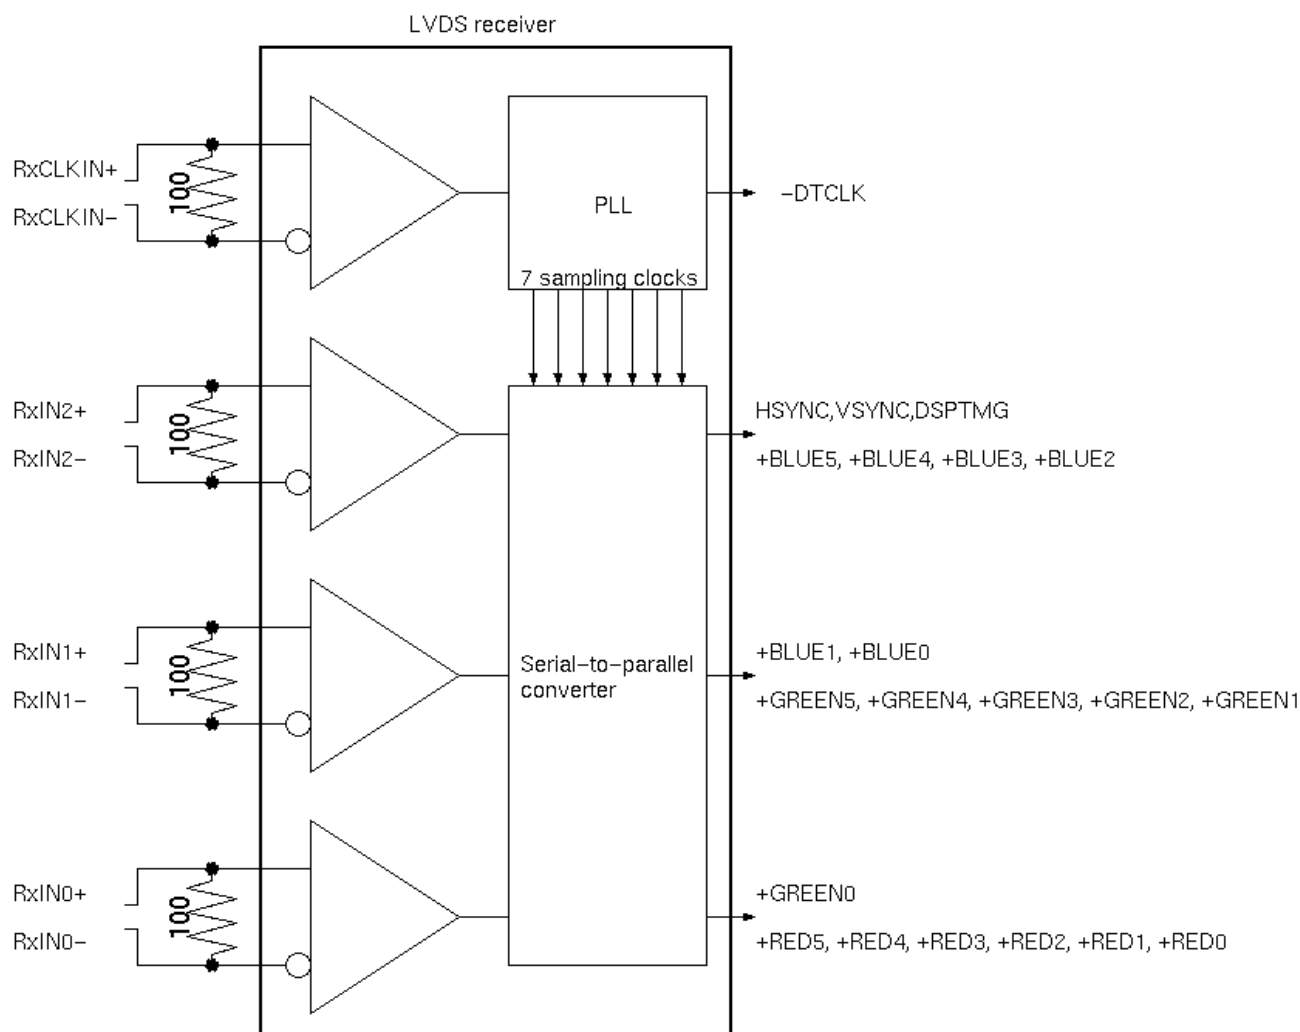 LVDS receiver
RxCLKIN+
100
RxCLKIN−
PLL
−DTCLK
7 sampling clocks
RxIN2+
100
RxIN2−
HSYNC,VSYNC,DSPTMG
+BLUE5, +BLUE4, +BLUE3, +BLUE2
RxIN1+
100
RxIN1−
Serial−to−parallel
converter
+BLUE1, +BLUE0
+GREEN5, +GREEN4, +GREEN3, +GREEN2, +GREEN1
RxIN0+
100
RxIN0−
+GREEN0
+RED5, +RED4, +RED3, +RED2, +RED1, +RED0